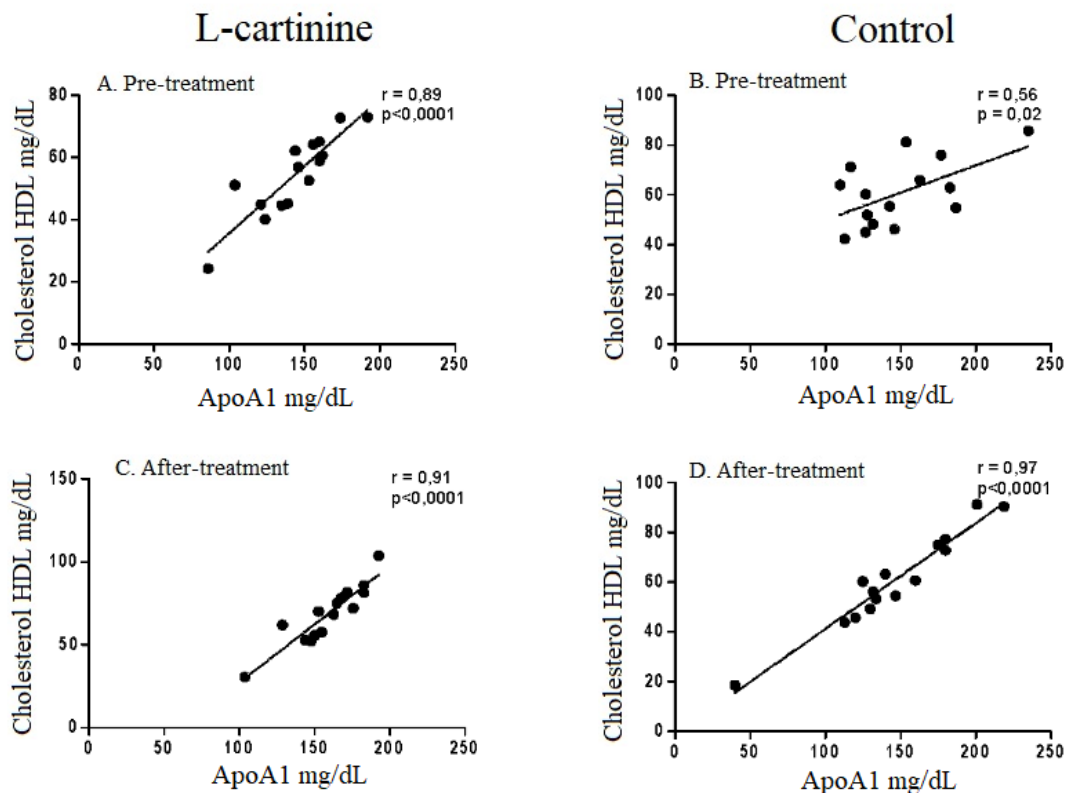 L-cartinine
Control
A. Pre-treatment
r = 0,89
p<0,0001
80
60
40
20
0
Cholesterol HDL mg/dL
0 50 100 150 200 250
ApoA1 mg/dL
B. Pre-treatment
r = 0,56
p = 0,02
100
80
60
40
20
0
Cholesterol HDL mg/dL
0 50 100 150 200 250
ApoA1 mg/dL
C. After-treatment
r = 0,91
p<0,0001
150
100
50
0
Cholesterol HDL mg/dL
0 50 100 150 200 250
ApoA1 mg/dL
D. After-treatment
r = 0,97
p<0,0001
100
80
60
40
20
0
Cholesterol HDL mg/dL
0 50 100 150 200 250
ApoA1 mg/dL